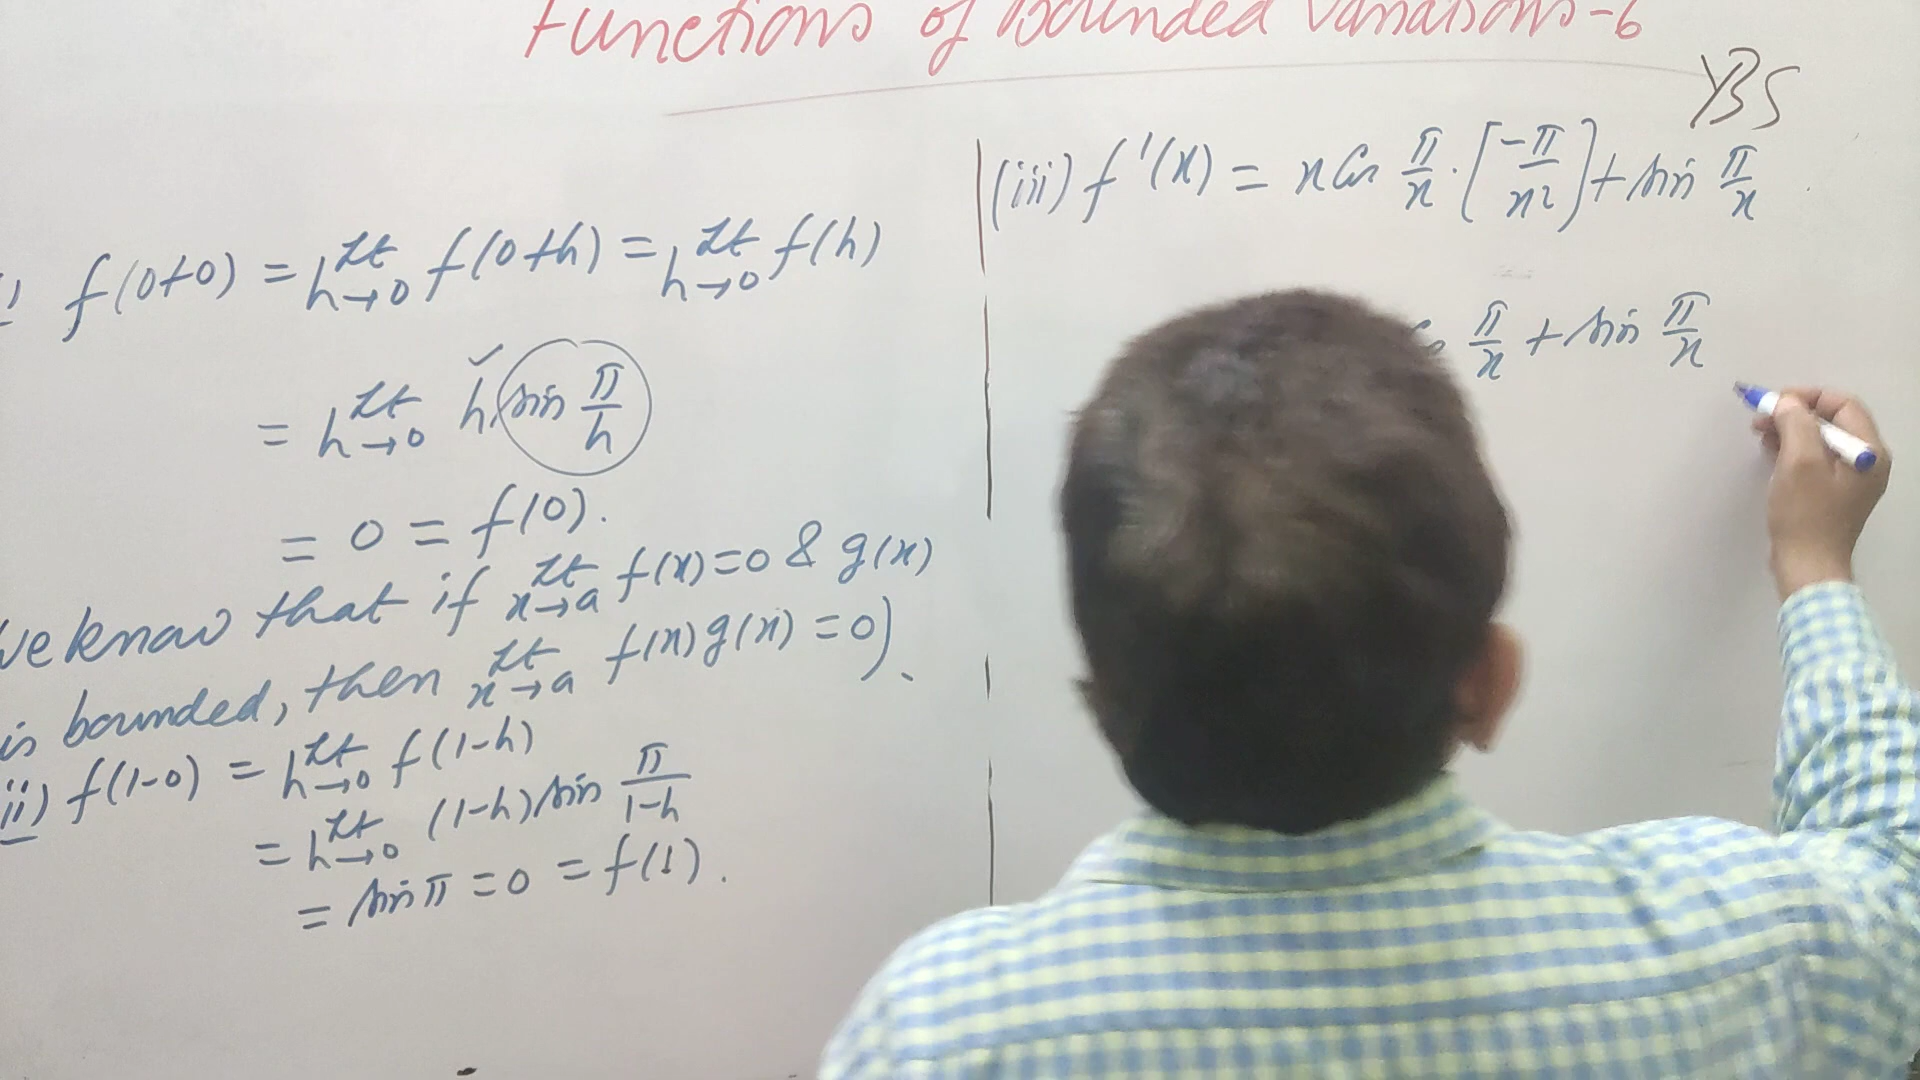 Functions of Bounded Variations-6
YBS
i) f(0+0) = Lt h→0 f(0+h) = Lt h→0 f(h)
= Lt h→0 h. sin π/h
= 0 = f(0).
We know that if Lt x→a f(x)=0 & g(x)
is bounded, then Lt x→a f(x)g(x) = 0).
ii) f(1-0) = Lt h→0 f(1-h)
= Lt h→0 (1-h) sin π/1-h
= sin π = 0 = f(1).
(iii) f'(x) = x Cos π/x . [-π/x2] + sin π/x
π/x + sin π/x